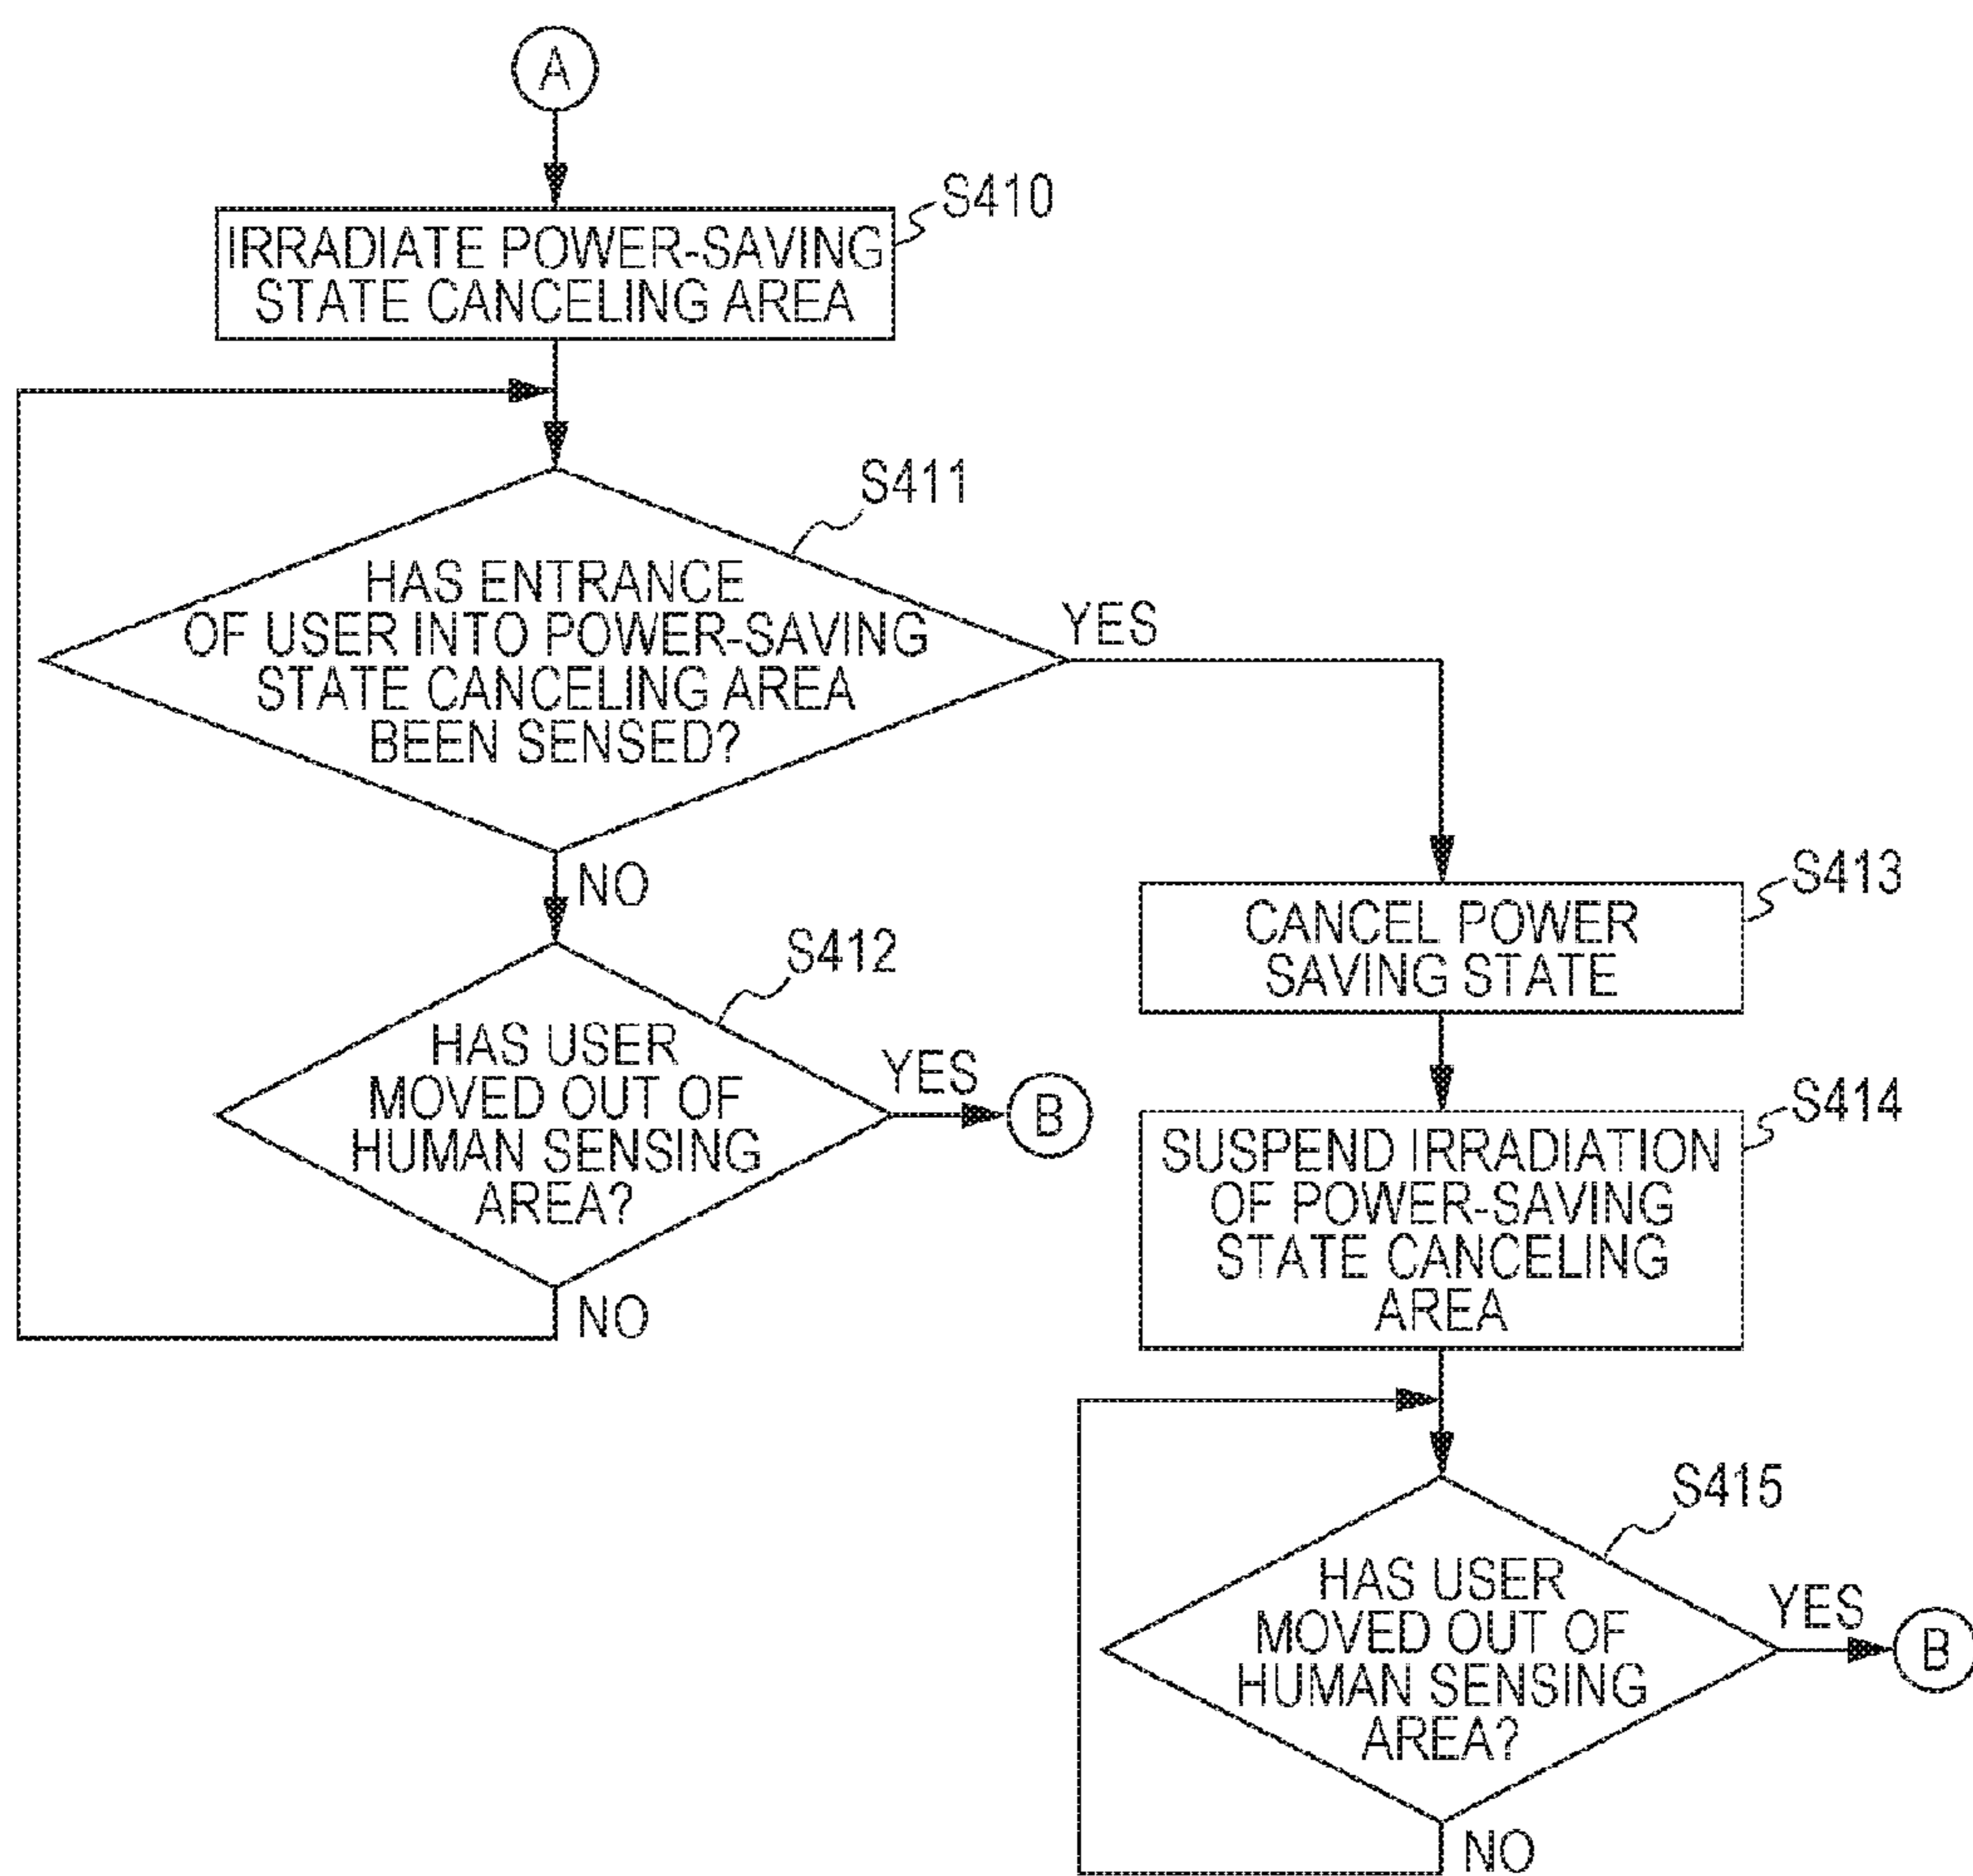 A
S410
IRRADIATE POWER-SAVING
STATE CANCELING AREA
S411
HAS ENTRANCE
OF USER INTO POWER-SAVING
STATE CANCELING AREA
BEEN SENSED?
YES
NO
S412
HAS USER
MOVED OUT OF
HUMAN SENSING
AREA?
YES
B
NO
S413
CANCEL POWER
SAVING STATE
S414
SUSPEND IRRADIATION
OF POWER-SAVING
STATE CANCELING
AREA
S415
HAS USER
MOVED OUT OF
HUMAN SENSING
AREA?
YES
B
NO